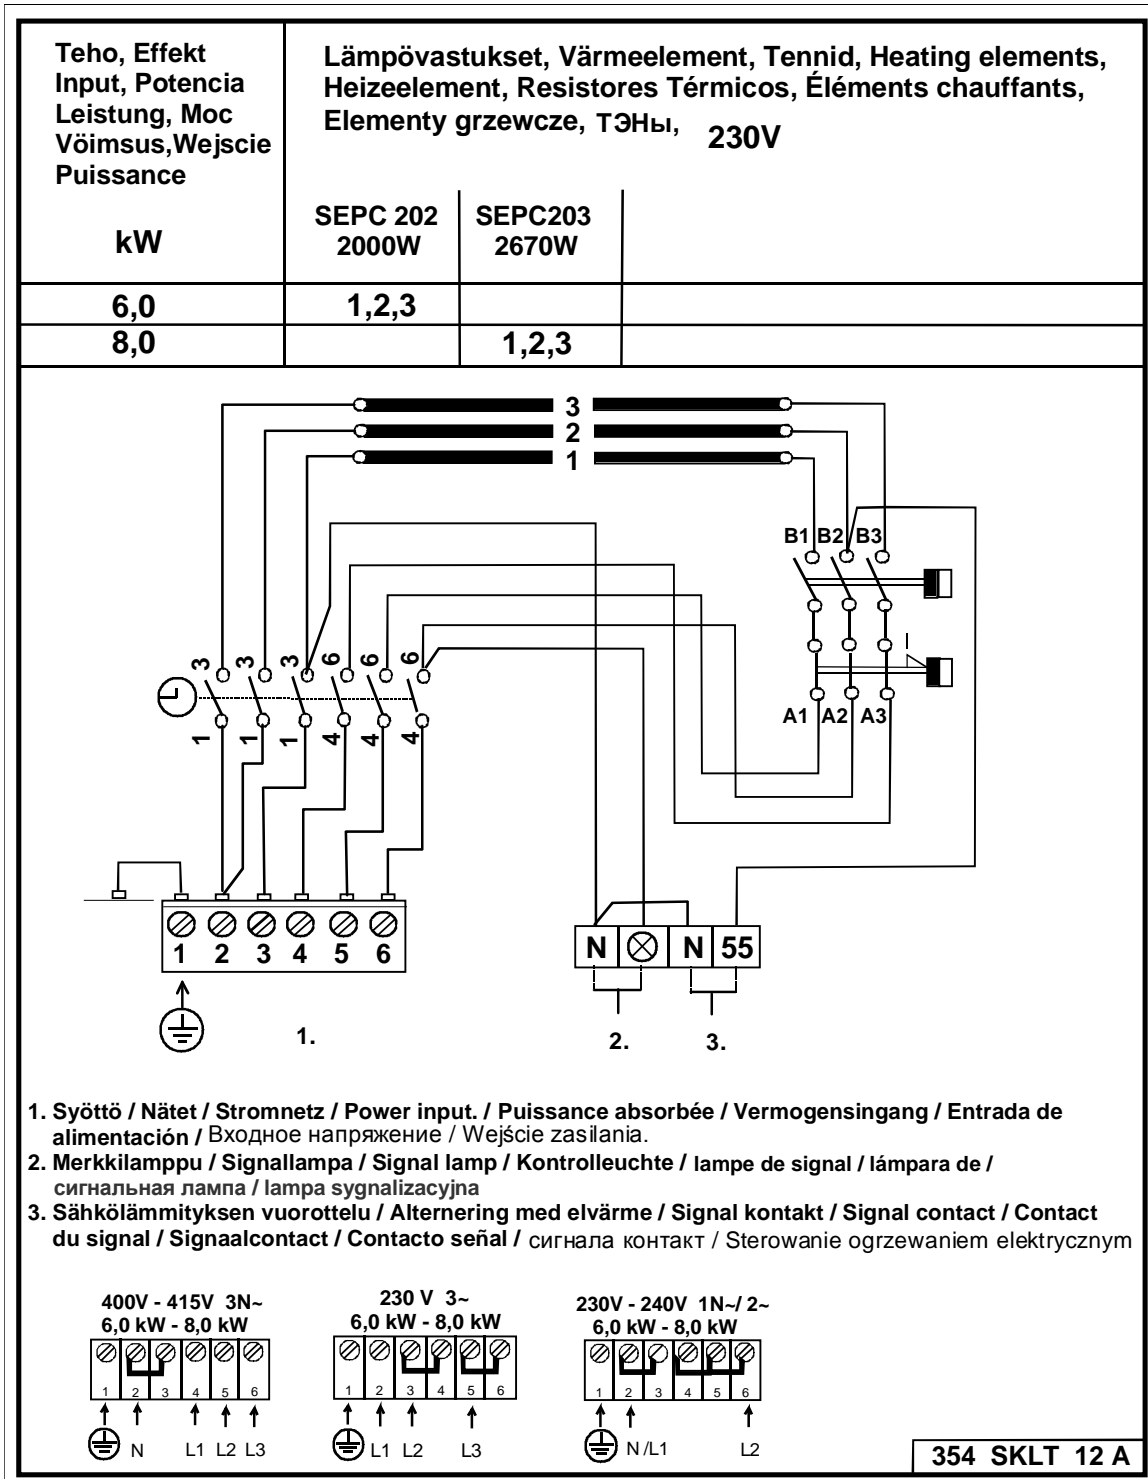 Teho, Effekt
Input, Potencia
Leistung, Moc
Vöimsus,Wejscie
Puissance
kW
Lämpövastukset, Värmeelement, Tennid, Heating elements,
Heizeelement, Resistores Térmicos, Éléments chauffants,
Elementy grzewcze, ТЭНы, 230V
SEPC 202
2000W
SEPC203
2670W
6,0 1,2,3
8,0 1,2,3
3
2
1
B1 B2 B3
3 3 3 6 6 6
1 1 1 4 4 4
A1 A2 A3
1 2 3 4 5 6
N N 55
1. 2. 3.
1. Syöttö / Nätet / Stromnetz / Power input. / Puissance absorbée / Vermogensingang / Entrada de
alimentación / Входное напряжение / Wejście zasilania.
2. Merkkilamppu / Signallampa / Signal lamp / Kontrolleuchte / lampe de signal / lámpara de /
сигнальная лампа / lampa sygnalizacyjna
3. Sähkölämmityksen vuorottelu / Alternering med elvärme / Signal kontakt / Signal contact / Contact
du signal / Signaalcontact / Contacto señal / сигнала контакт / Sterowanie ogrzewaniem elektrycznym
400V - 415V 3N~
6,0 kW - 8,0 kW
1 2 3 4 5 6
N L1 L2 L3
230 V 3~
6,0 kW - 8,0 kW
1 2 3 4 5 6
L1 L2 L3
230V - 240V 1N~/ 2~
6,0 kW - 8,0 kW
1 2 3 4 5 6
N /L1 L2
354 SKLT 12 A